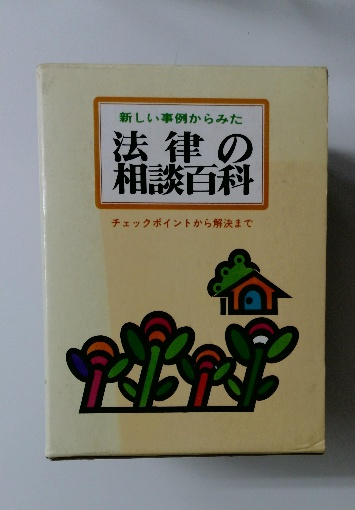 新しい事例からみた
法律の
相談百科
チェックポイントから解決まで